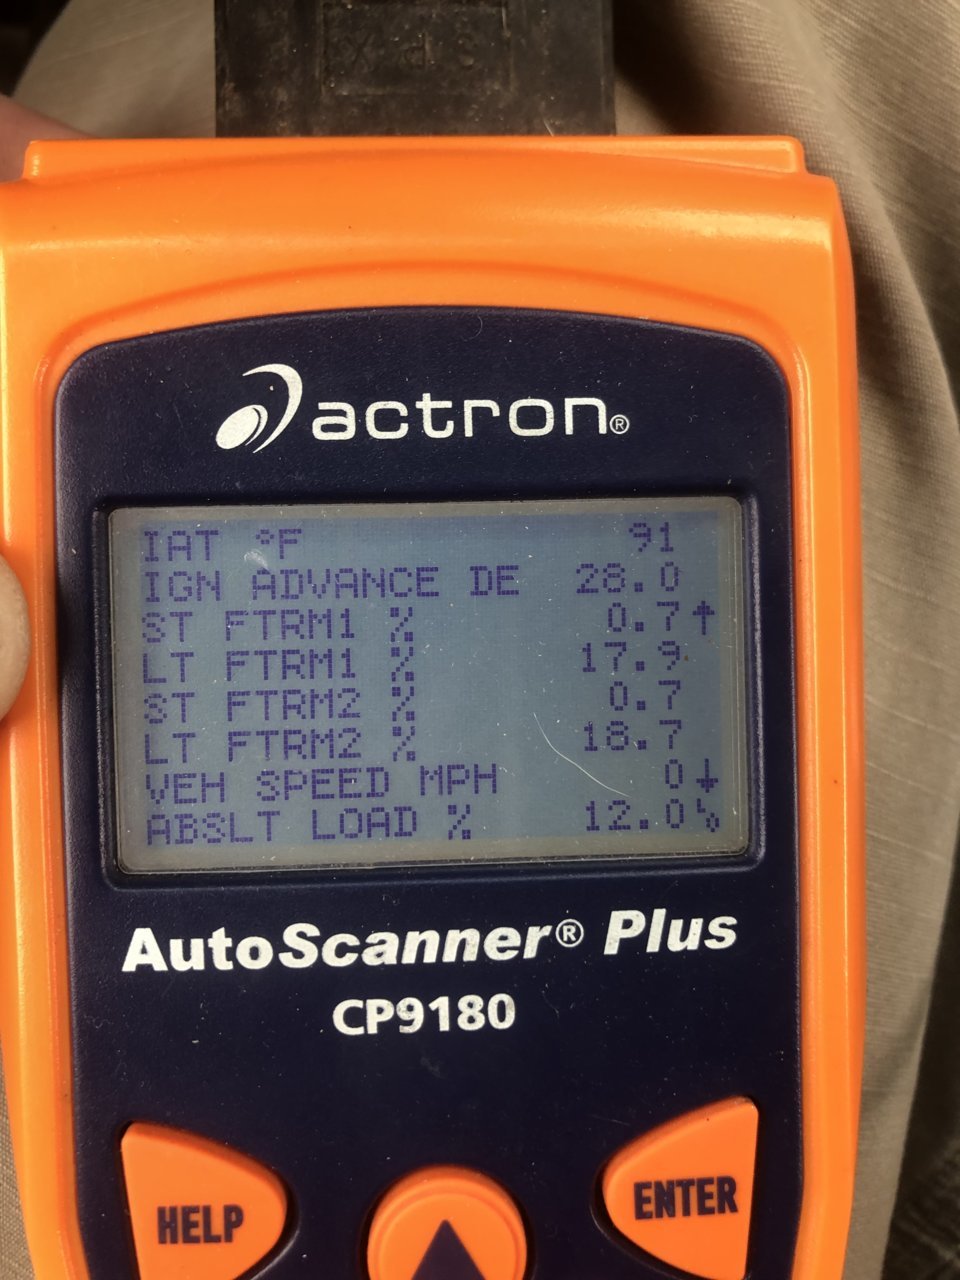 SPX
actron®
IAT °F 91
IGN ADVANCE DE 28.0
ST FTRM1 % 0.7↑
LT FTRM1 % 17.9
ST FTRM2 % 0.7
LT FTRM2 % 18.7
VEH SPEED MPH 0↓
ABSLT LOAD % 12.0
AutoScanner® Plus
CP9180
HELP
ENTER